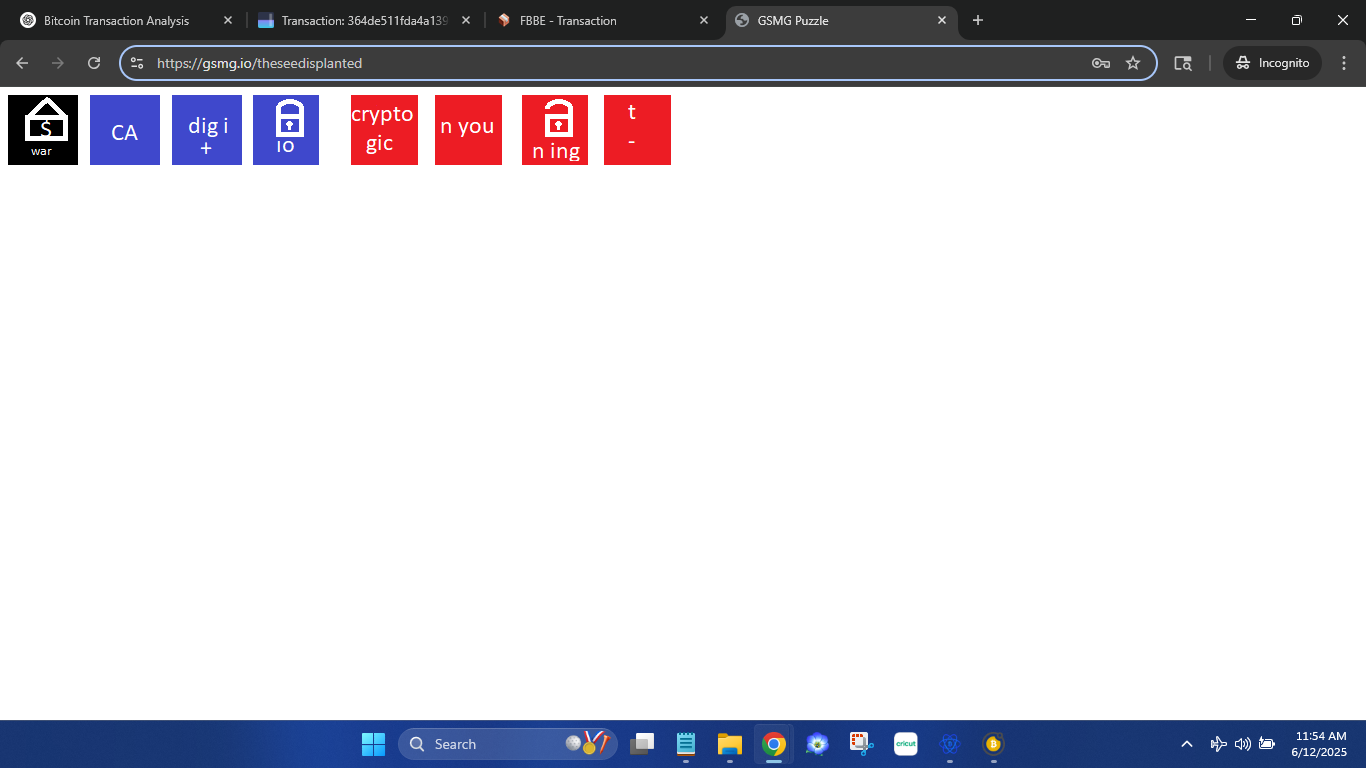 Bitcoin Transaction Analysis
Transaction: 364de511fda4a139
FBBE - Transaction
GSMG Puzzle
https://gsmg.io/theseedisplanted
Incognito
$
war
CA
dig i
+
io
crypto
gic
n you
n ing
t
-
Search
cricut
11:54 AM
6/12/2025